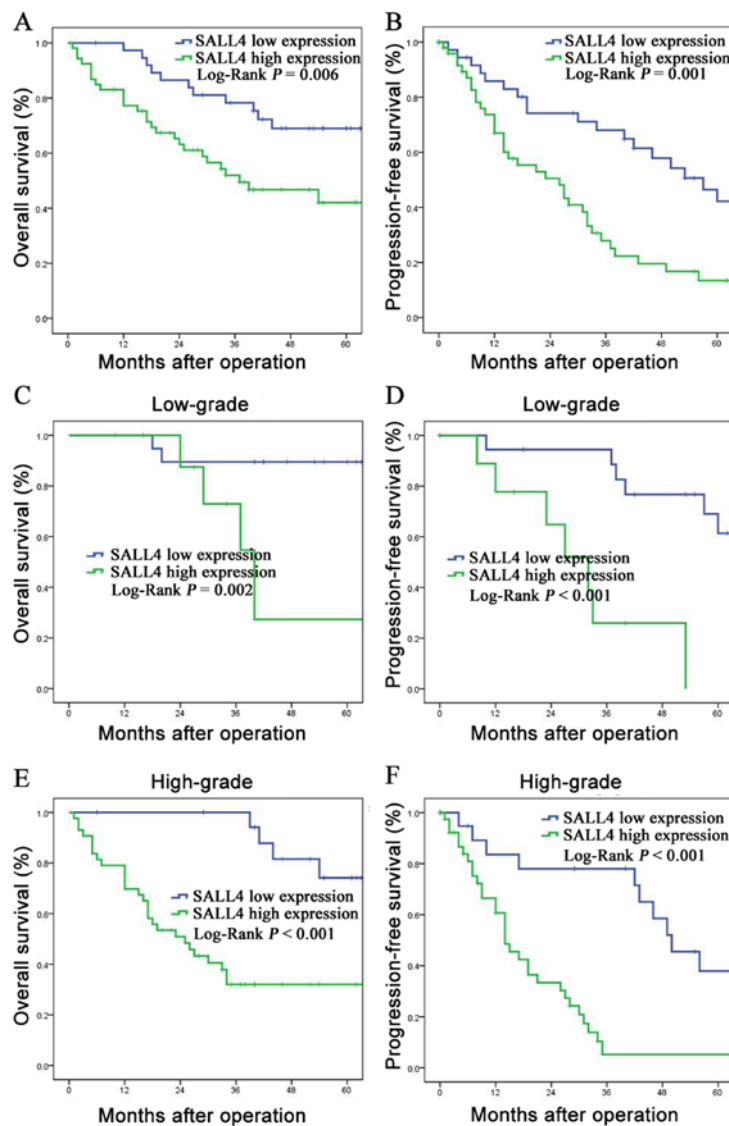 A
SALL4 low expression
SALL4 high expression
Log-Rank P = 0.006
Overall survival (%)
1.0
0.8
0.6
0.4
0.2
0.0
0
12
24
36
48
60
Months after operation
B
SALL4 low expression
SALL4 high expression
Log-Rank P = 0.001
Progression-free survival (%)
1.0
0.8
0.6
0.4
0.2
0.0
0
12
24
36
48
60
Months after operation
C
Low-grade
SALL4 low expression
SALL4 high expression
Log-Rank P = 0.002
Overall survival (%)
1.0
0.8
0.6
0.4
0.2
0.0
0
12
24
36
48
60
Months after operation
D
Low-grade
SALL4 low expression
SALL4 high expression
Log-Rank P < 0.001
Progression-free survival (%)
1.0
0.8
0.6
0.4
0.2
0.0
0
12
24
36
48
60
Months after operation
E
High-grade
SALL4 low expression
SALL4 high expression
Log-Rank P < 0.001
Overall survival (%)
1.0
0.8
0.6
0.4
0.2
0.0
0
12
24
36
48
60
Months after operation
F
High-grade
SALL4 low expression
SALL4 high expression
Log-Rank P < 0.001
Progression-free survival (%)
1.0
0.8
0.6
0.4
0.2
0.0
0
12
24
36
48
60
Months after operation